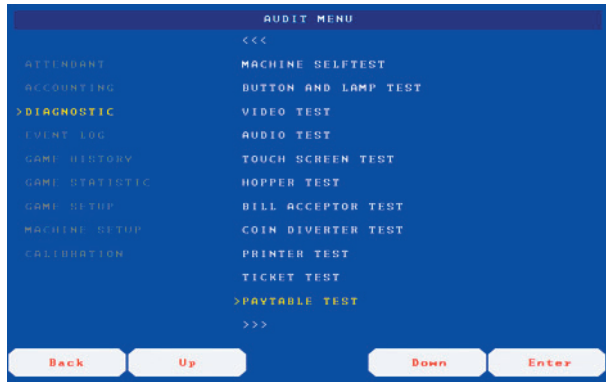 AUDIT MENU
<<<
ATTENDANT
MACHINE SELFTEST
ACCOUNTING
BUTTON AND LAMP TEST
>DIAGNOSTIC
VIDEO TEST
EVENT LOG
AUDIO TEST
GAME HISTORY
TOUCH SCREEN TEST
GAME STATISTIC
HOPPER TEST
GAME SETUP
BILL ACCEPTOR TEST
MACHINE SETUP
COIN DIVERTER TEST
CALIBRATION
PRINTER TEST
TICKET TEST
>PAYTABLE TEST
>>>
Back
Up
Down
Enter